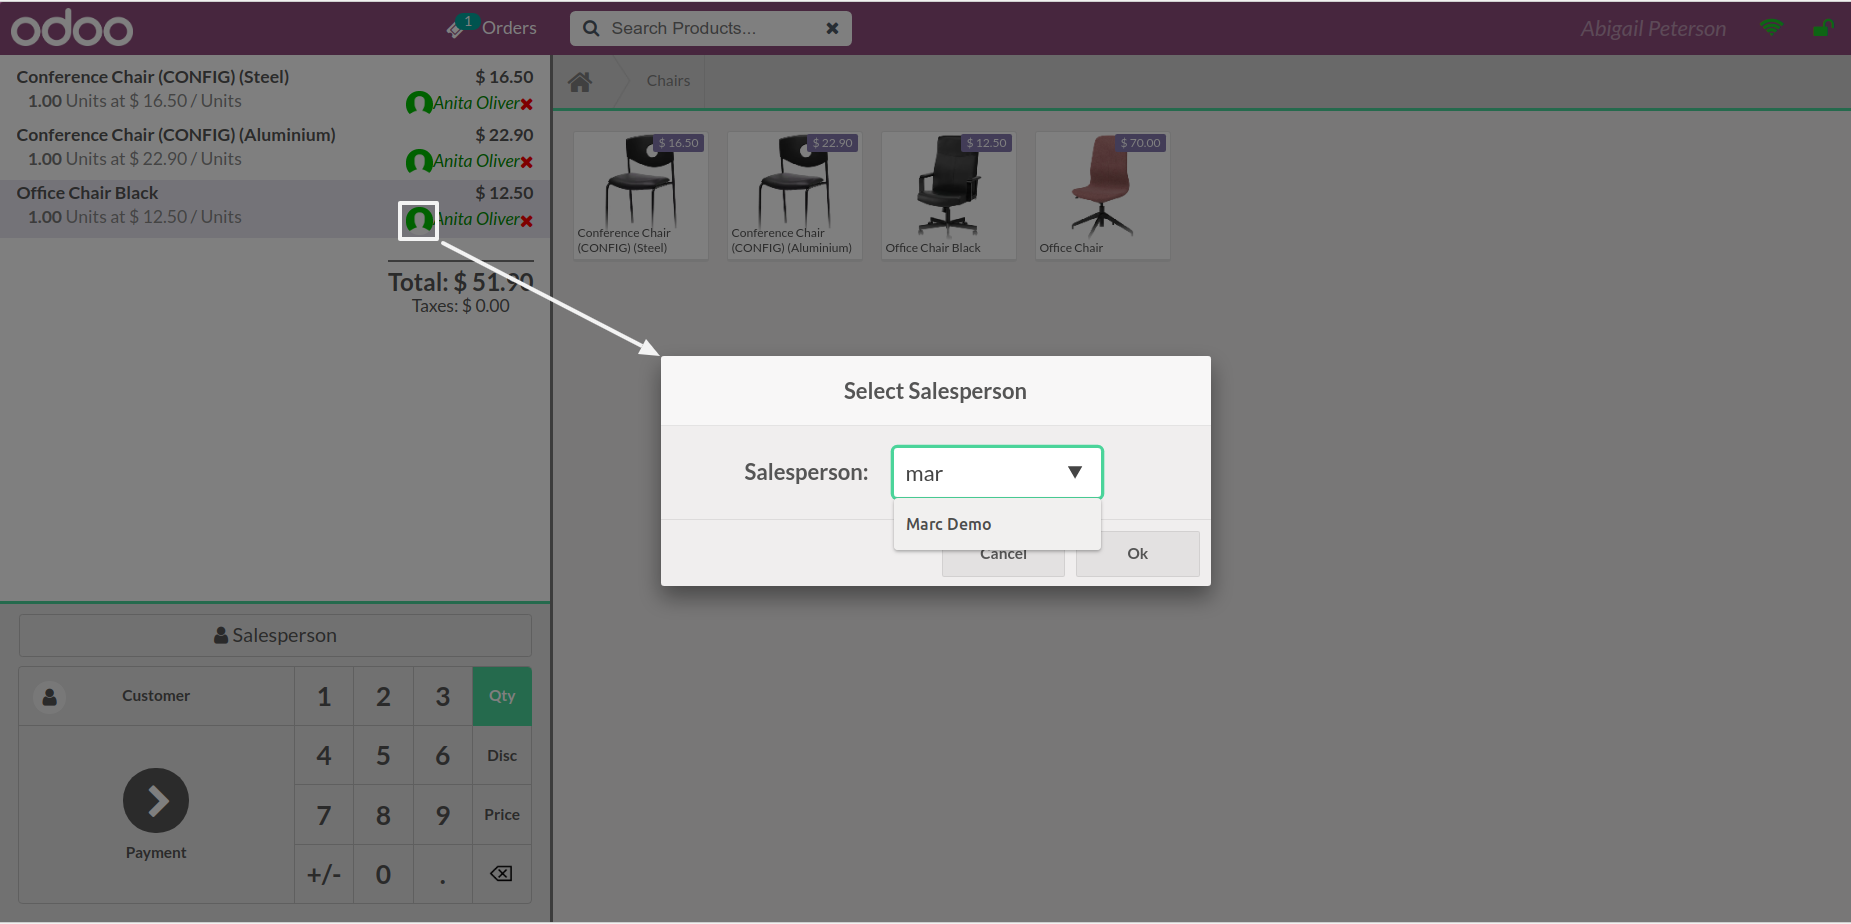 odoo
1
Orders
Search Products...
Abigail Peterson
Conference Chair (CONFIG) (Steel) $ 16.50
1.00 Units at $ 16.50 / Units Anita Oliver
Conference Chair (CONFIG) (Aluminium) $ 22.90
1.00 Units at $ 22.90 / Units Anita Oliver
Office Chair Black $ 12.50
1.00 Units at $ 12.50 / Units Anita Oliver
Total: $ 51.90
Taxes: $ 0.00
Chairs
$ 16.50
Conference Chair
(CONFIG) (Steel)
$ 22.90
Conference Chair
(CONFIG) (Aluminium)
$ 12.50
Office Chair Black
$ 70.00
Office Chair
Select Salesperson
Salesperson: mar
Marc Demo
Cancel Ok
Salesperson
Customer 1 2 3 Qty
4 5 6 Disc
7 8 9 Price
Payment
+/- 0 .